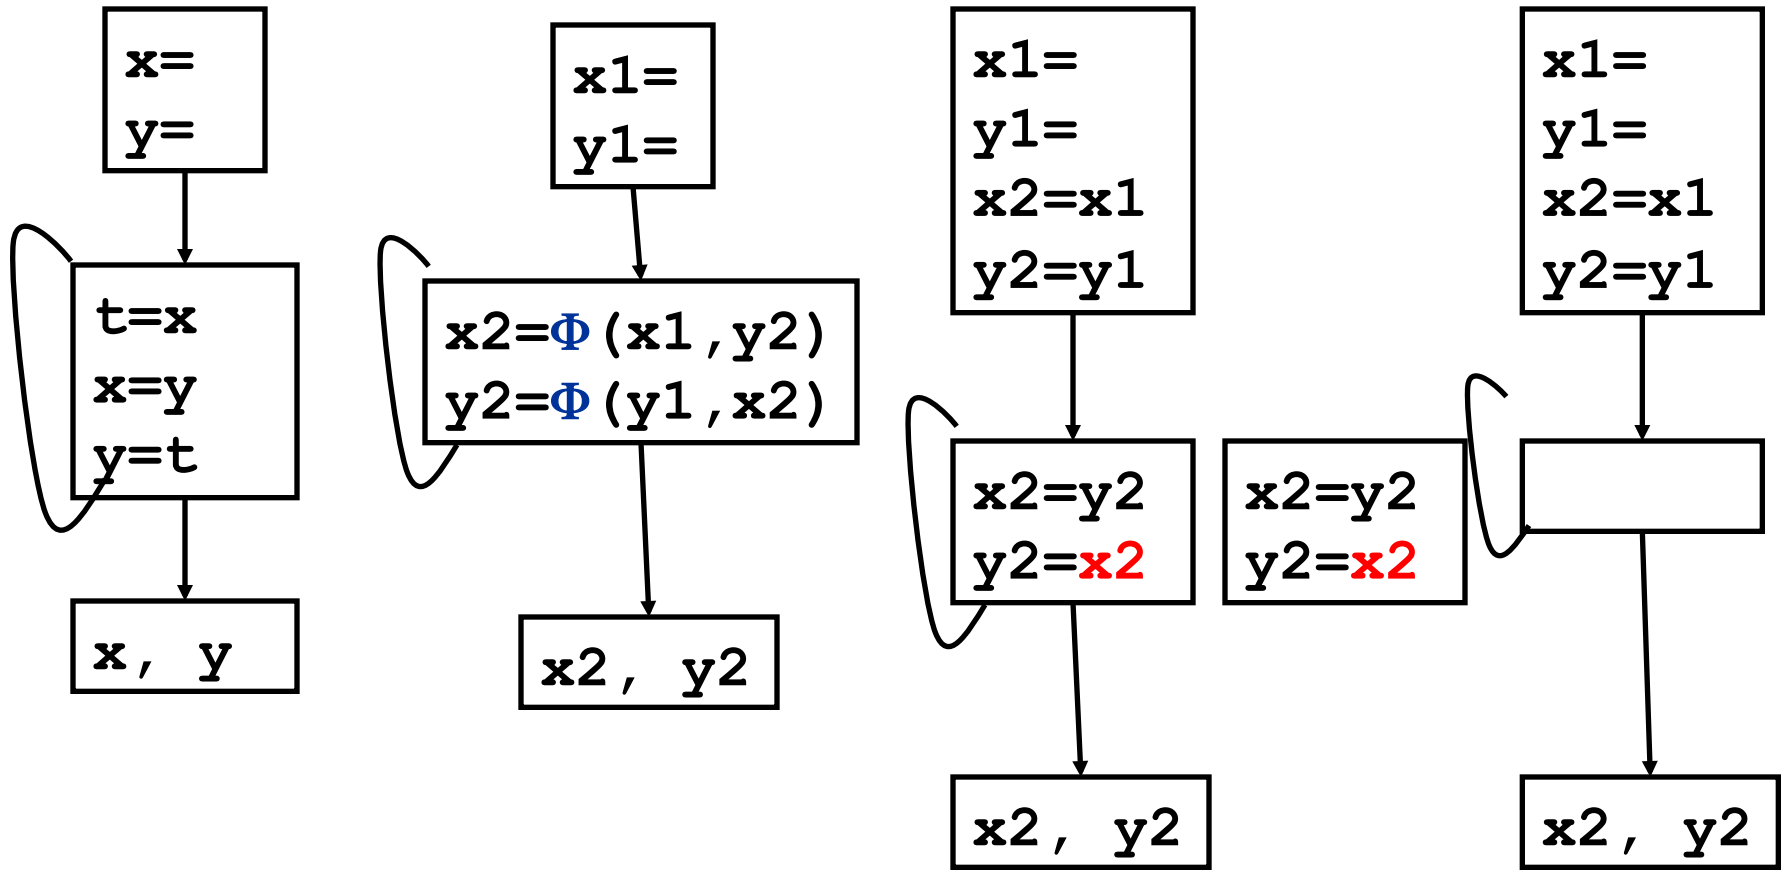 x=
y=
t=x
x=y
y=t
x, y
x1=
y1=
x2=Φ(x1,y2)
y2=Φ(y1,x2)
x2, y2
x1=
y1=
x2=x1
y2=y1
x2=y2
y2=x2
x2, y2
x2=y2
y2=x2
x1=
y1=
x2=x1
y2=y1
x2, y2